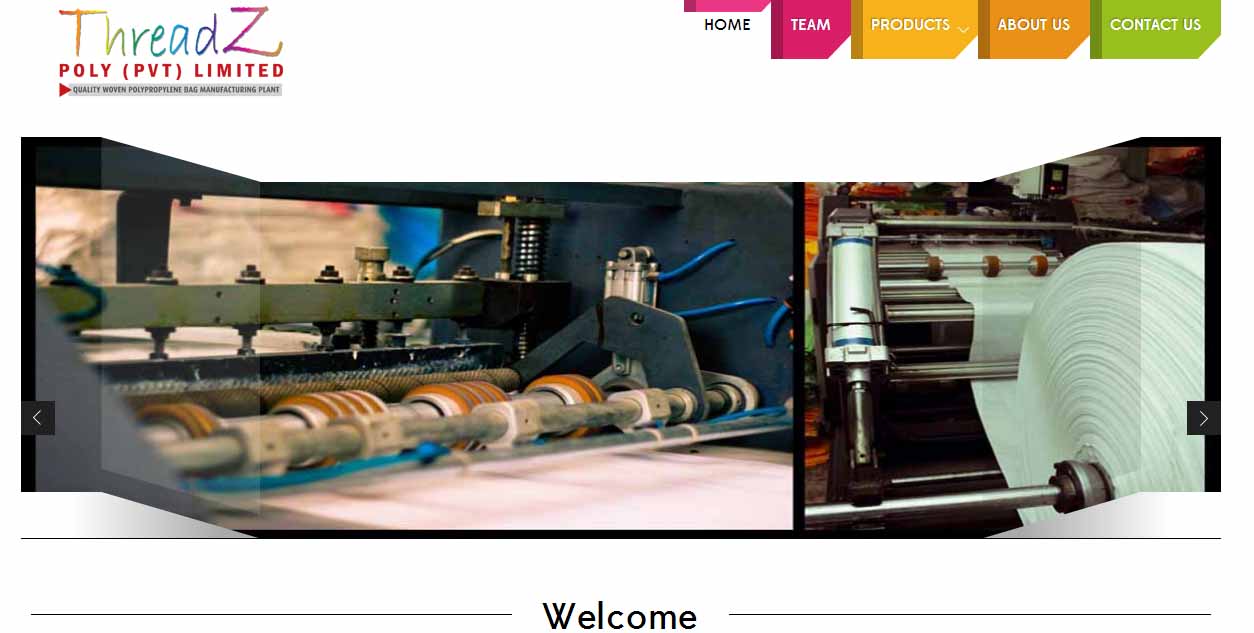 ThreadZ
POLY (PVT) LIMITED
QUALITY WOVEN POLYPROPYLENE BAG MANUFACTURING PLANT
HOME
TEAM
PRODUCTS
ABOUT US
CONTACT US
Welcome